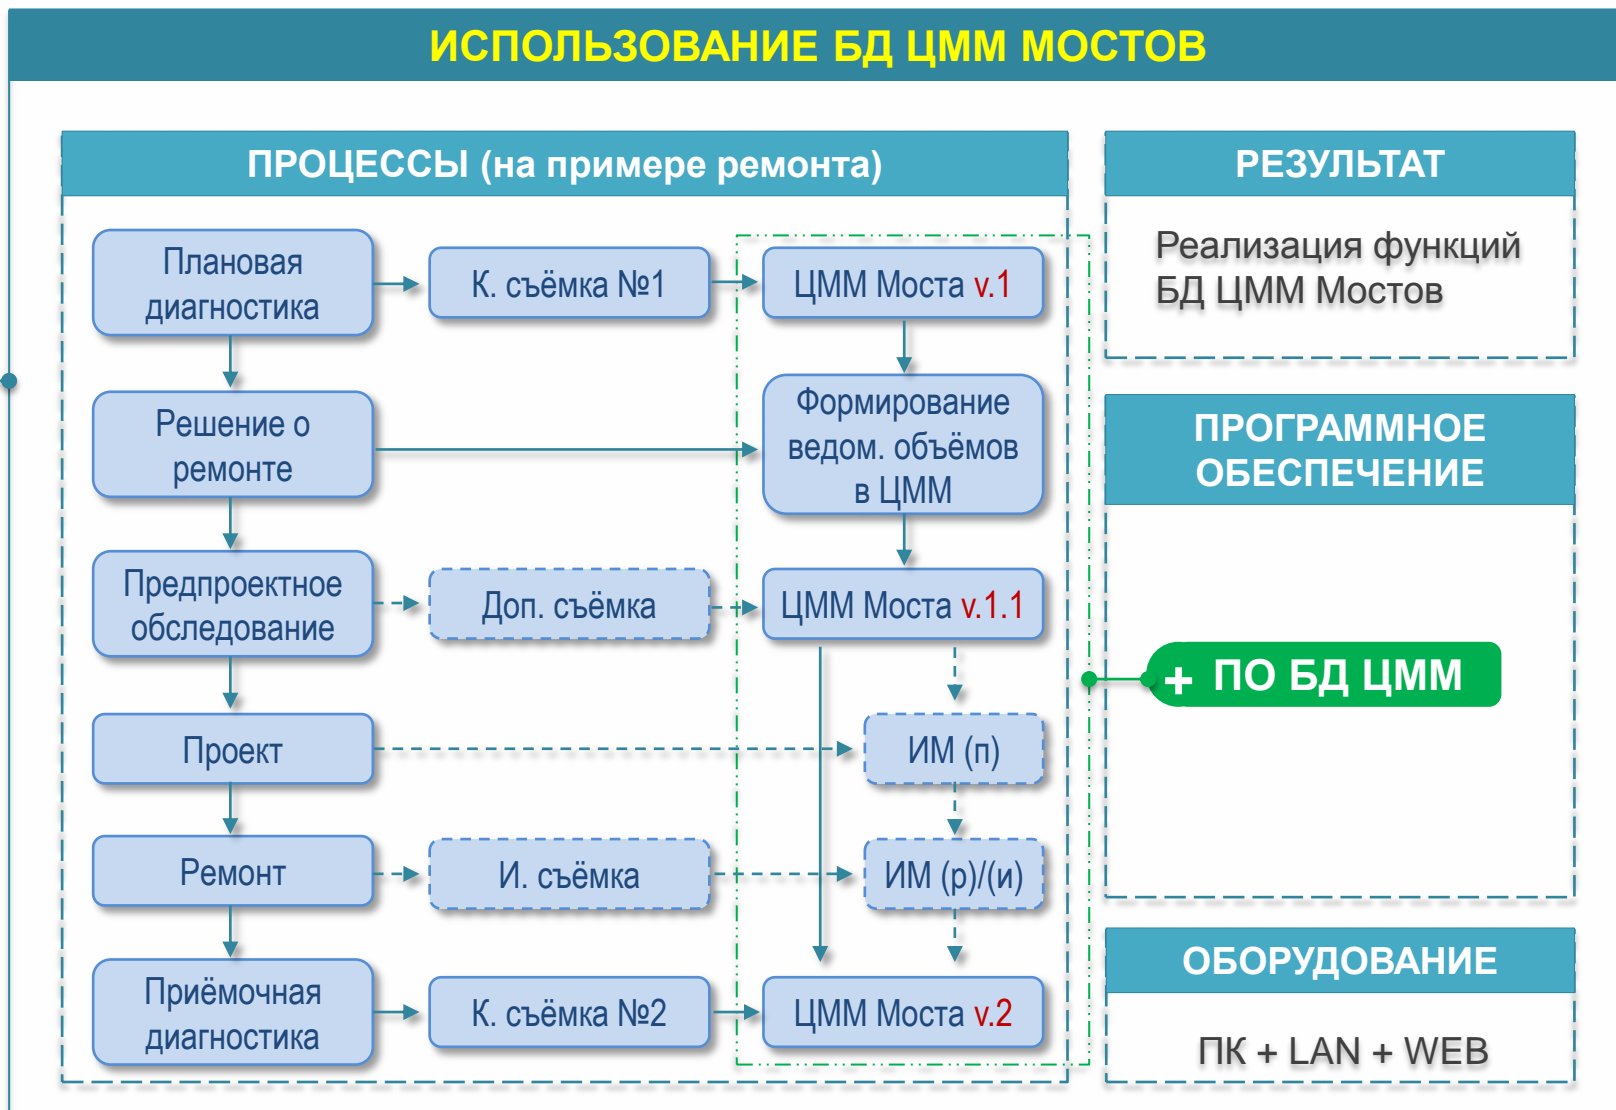 ИСПОЛЬЗОВАНИЕ БД ЦММ МОСТОВ
ПРОЦЕССЫ (на примере ремонта)
Плановая
диагностика
К. съёмка №1
ЦММ Моста v.1
Решение о
ремонте
Формирование
ведом. объёмов
в ЦММ
Предпроектное
обследование
Доп. съёмка
ЦММ Моста v.1.1
Проект
ИМ (п)
Ремонт
И. съёмка
ИМ (р)/(и)
Приёмочная
диагностика
К. съёмка №2
ЦММ Моста v.2
РЕЗУЛЬТАТ
Реализация функций
БД ЦММ Мостов
ПРОГРАММНОЕ
ОБЕСПЕЧЕНИЕ
+ ПО БД ЦММ
ОБОРУДОВАНИЕ
ПК + LAN + WEB